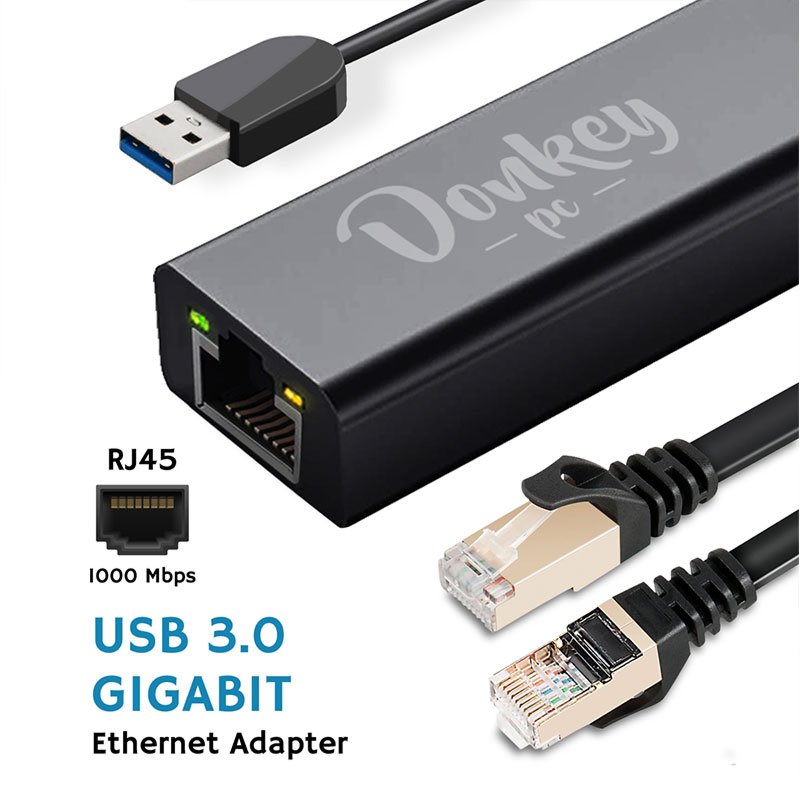 Donkey
— pc —
RJ45
1000 Mbps
USB 3.0
GIGABIT
Ethernet Adapter